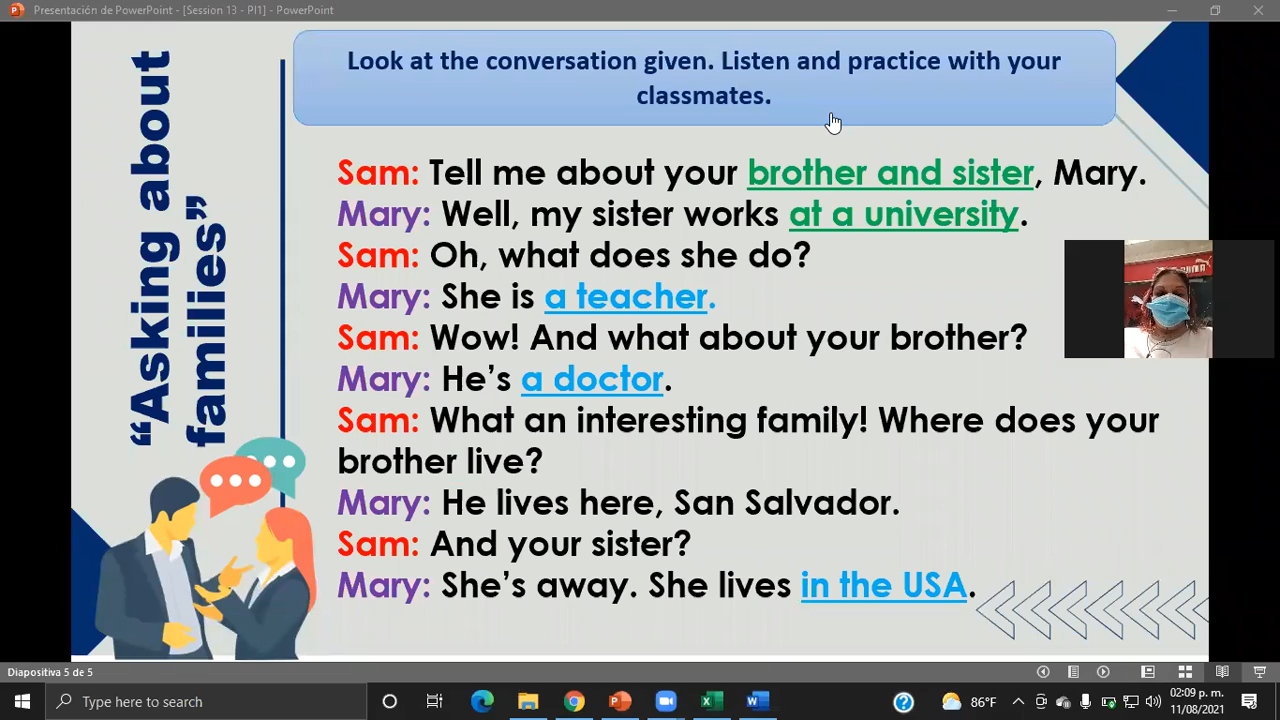 Presentación de PowerPoint - [Session 13 - PI1] - PowerPoint
Look at the conversation given. Listen and practice with your
classmates.
“Asking about
families”
Sam: Tell me about your brother and sister, Mary.
Mary: Well, my sister works at a university.
Sam: Oh, what does she do?
Mary: She is a teacher.
Sam: Wow! And what about your brother?
Mary: He’s a doctor.
Sam: What an interesting family! Where does your
brother live?
Mary: He lives here, San Salvador.
Sam: And your sister?
Mary: She’s away. She lives in the USA.
PUMA
Diapositiva 5 de 5
Type here to search
86°F
02:09 p. m.
11/08/2021